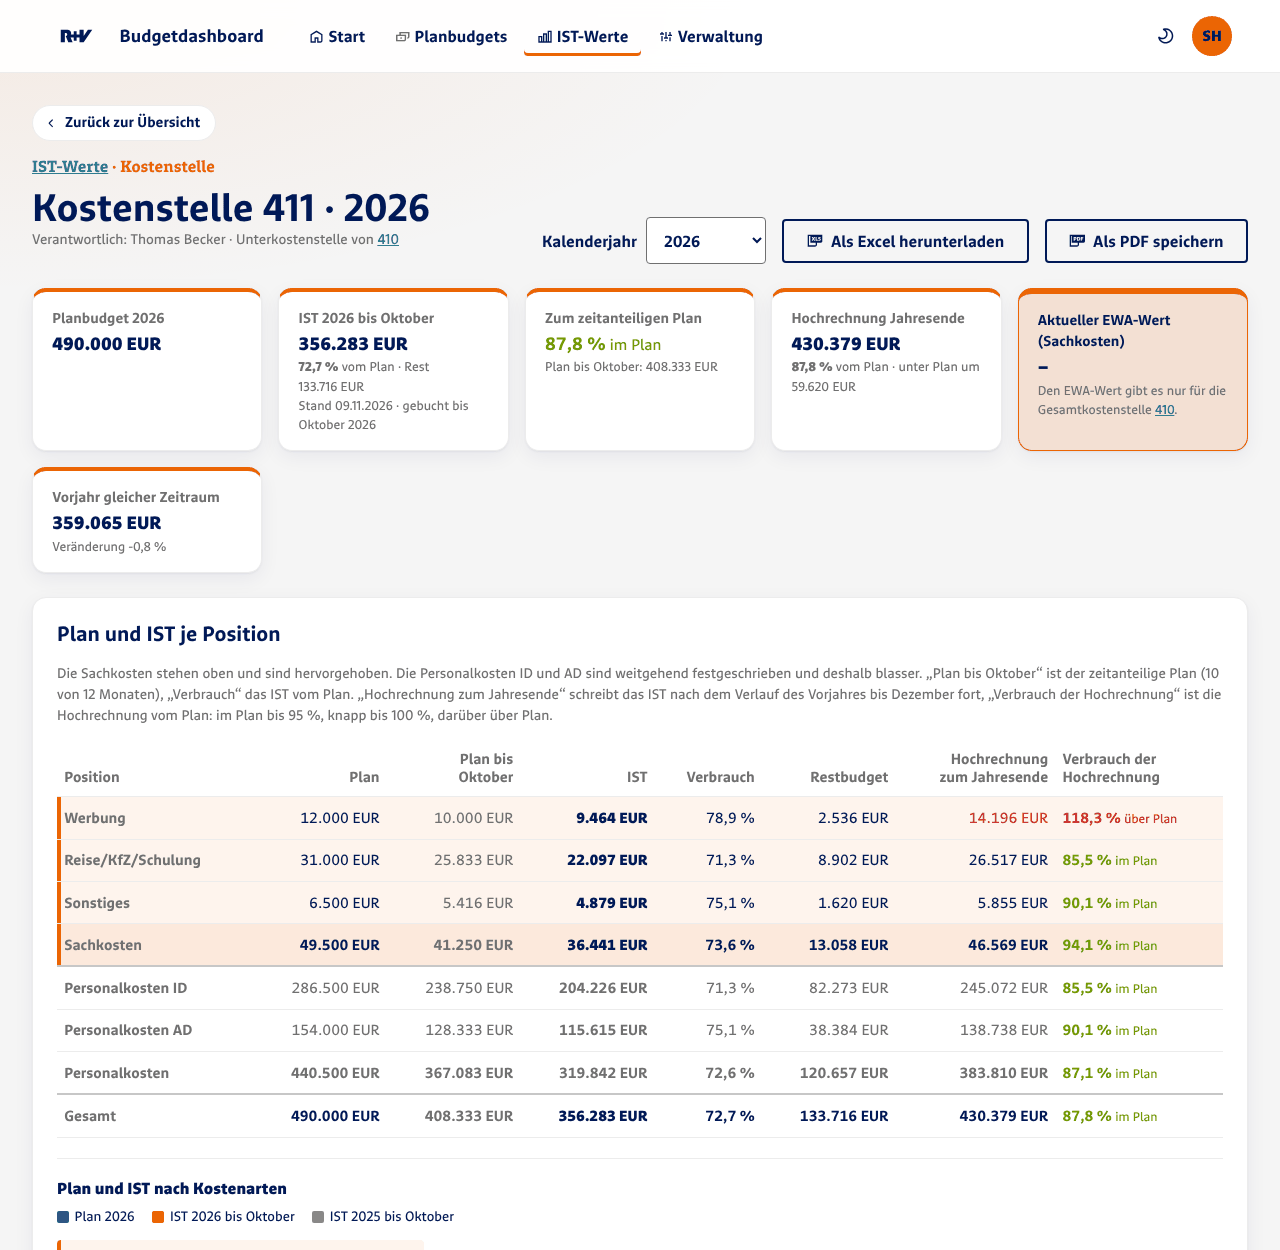 R+V Budgetdashboard Start Planbudgets IST-Werte Verwaltung SH
Zurück zur Übersicht
IST-Werte · Kostenstelle
Kostenstelle 411 · 2026
Verantwortlich: Thomas Becker · Unterkostenstelle von 410
Kalenderjahr 2026 Als Excel herunterladen Als PDF speichern
Planbudget 2026
490.000 EUR
IST 2026 bis Oktober
356.283 EUR
72,7 % vom Plan · Rest
133.716 EUR
Stand 09.11.2026 · gebucht bis
Oktober 2026
Zum zeitanteiligen Plan
87,8 % im Plan
Plan bis Oktober: 408.333 EUR
Hochrechnung Jahresende
430.379 EUR
87,8 % vom Plan · unter Plan um
59.620 EUR
Aktueller EWA-Wert
(Sachkosten)
–
Den EWA-Wert gibt es nur für die
Gesamtkostenstelle 410.
Vorjahr gleicher Zeitraum
359.065 EUR
Veränderung -0,8 %
Plan und IST je Position
Die Sachkosten stehen oben und sind hervorgehoben. Die Personalkosten ID und AD sind weitgehend festgeschrieben und deshalb blasser. „Plan bis Oktober“ ist der zeitanteilige Plan (10
von 12 Monaten), „Verbrauch“ das IST vom Plan. „Hochrechnung zum Jahresende“ schreibt das IST nach dem Verlauf des Vorjahres bis Dezember fort, „Verbrauch der Hochrechnung“ ist die
Hochrechnung vom Plan: im Plan bis 95 %, knapp bis 100 %, darüber über Plan.
Position Plan Plan bis Oktober IST Verbrauch Restbudget Hochrechnung zum Jahresende Verbrauch der Hochrechnung
Werbung 12.000 EUR 10.000 EUR 9.464 EUR 78,9 % 2.536 EUR 14.196 EUR 118,3 % über Plan
Reise/KfZ/Schulung 31.000 EUR 25.833 EUR 22.097 EUR 71,3 % 8.902 EUR 26.517 EUR 85,5 % im Plan
Sonstiges 6.500 EUR 5.416 EUR 4.879 EUR 75,1 % 1.620 EUR 5.855 EUR 90,1 % im Plan
Sachkosten 49.500 EUR 41.250 EUR 36.441 EUR 73,6 % 13.058 EUR 46.569 EUR 94,1 % im Plan
Personalkosten ID 286.500 EUR 238.750 EUR 204.226 EUR 71,3 % 82.273 EUR 245.072 EUR 85,5 % im Plan
Personalkosten AD 154.000 EUR 128.333 EUR 115.615 EUR 75,1 % 38.384 EUR 138.738 EUR 90,1 % im Plan
Personalkosten 440.500 EUR 367.083 EUR 319.842 EUR 72,6 % 120.657 EUR 383.810 EUR 87,1 % im Plan
Gesamt 490.000 EUR 408.333 EUR 356.283 EUR 72,7 % 133.716 EUR 430.379 EUR 87,8 % im Plan
Plan und IST nach Kostenarten
Plan 2026 IST 2026 bis Oktober IST 2025 bis Oktober